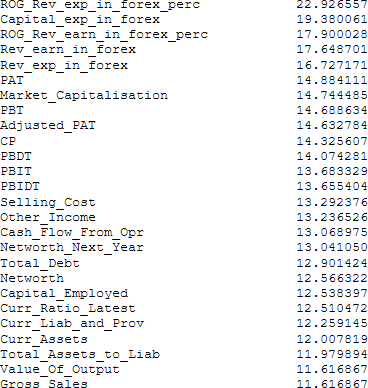 ROG_Rev_exp_in_forex_perc 22.926557
Capital_exp_in_forex 19.380061
ROG_Rev_earn_in_forex_perc 17.900028
Rev_earn_in_forex 17.648701
Rev_exp_in_forex 16.727171
PAT 14.884111
Market_Capitalisation 14.744485
PBT 14.688634
Adjusted_PAT 14.632784
CP 14.325607
PBDT 14.074281
PBIT 13.683329
PBIDT 13.655404
Selling_Cost 13.292376
Other_Income 13.236526
Cash_Flow_From_Opr 13.068975
Networth_Next_Year 13.041050
Total_Debt 12.901424
Networth 12.566322
Capital_Employed 12.538397
Curr_Ratio_Latest 12.510472
Curr_Liab_and_Prov 12.259145
Curr_Assets 12.007819
Total_Assets_to_Liab 11.979894
Value_Of_Output 11.616867
Gross_Sales 11.616867